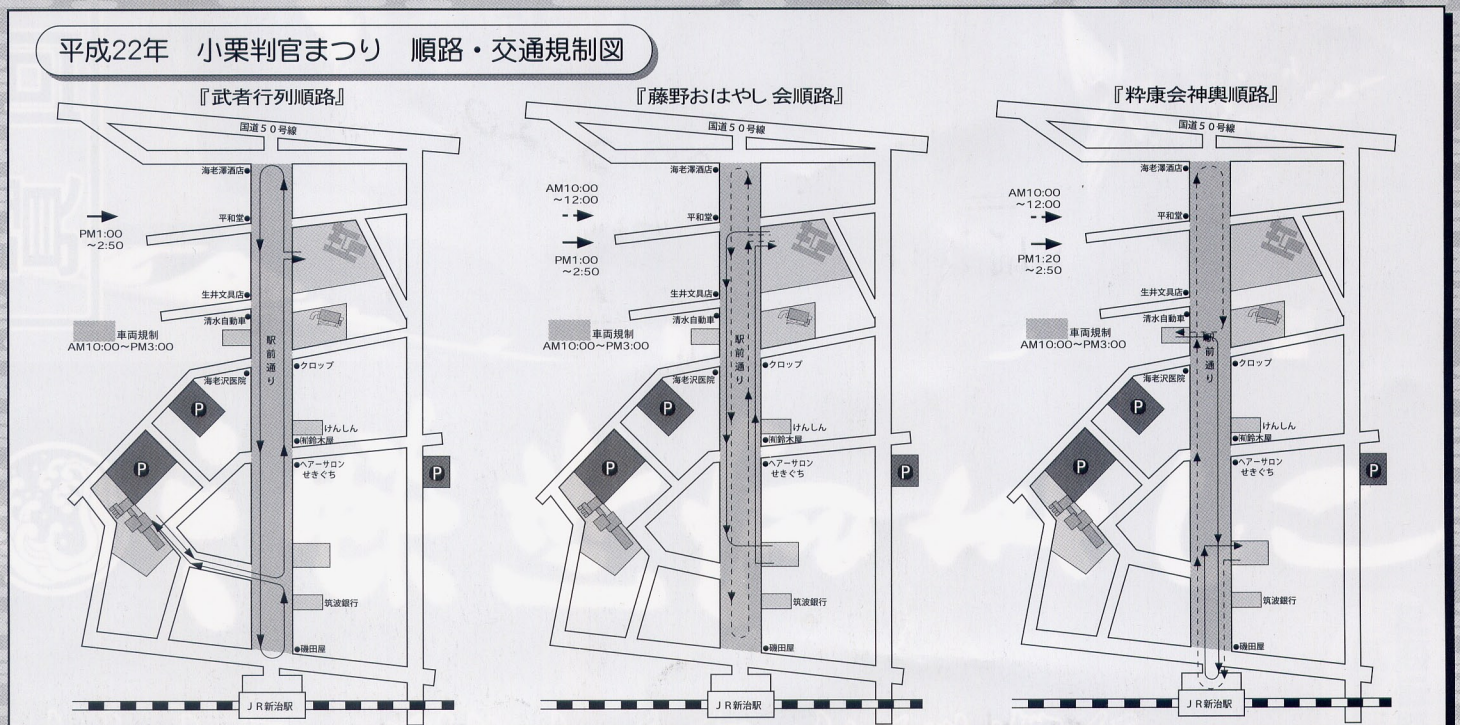 平成22年　小栗判官まつり　順路・交通規制図
『武者行列順路』
国道50号線
海老澤酒店
平和堂
PM1:00
～2:50
生井文具店
清水自動車
車両規制
AM10:00～PM3:00
駅前通り
クロップ
海老沢医院
P
けんしん
㈲鈴木屋
ヘアーサロン
せきぐち
P
P
筑波銀行
磯田屋
JR新治駅
『藤野おはやし会順路』
国道50号線
海老澤酒店
AM10:00
～12:00
平和堂
PM1:00
～2:50
生井文具店
清水自動車
車両規制
AM10:00～PM3:00
駅前通り
クロップ
海老沢医院
P
けんしん
㈲鈴木屋
ヘアーサロン
せきぐち
P
P
筑波銀行
磯田屋
JR新治駅
『粋康会神輿順路』
国道50号線
海老澤酒店
AM10:00
～12:00
平和堂
PM1:20
～2:50
生井文具店
清水自動車
車両規制
AM10:00～PM3:00
駅前通り
クロップ
海老沢医院
P
けんしん
㈲鈴木屋
ヘアーサロン
せきぐち
P
P
筑波銀行
磯田屋
JR新治駅